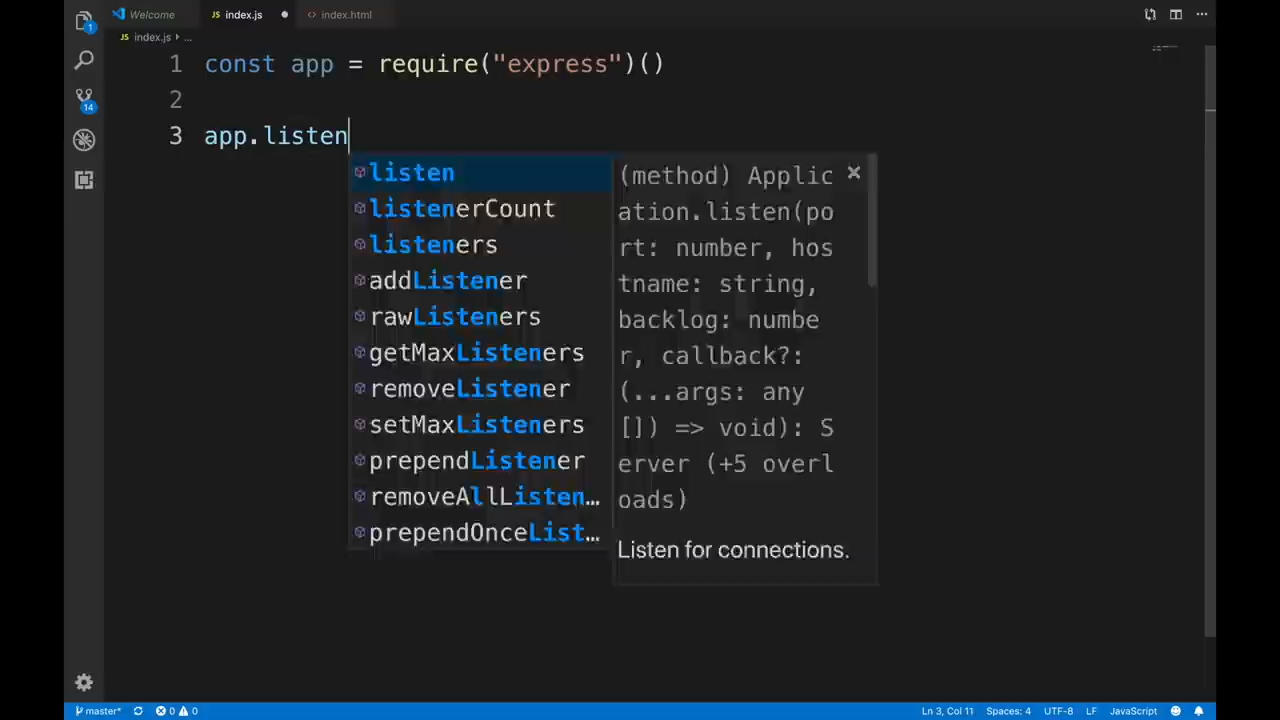 Welcome
index.js
index.html
index.js
...
1 const app = require("express")()
2
3 app.listen
listen
listenerCount
listeners
addListener
rawListeners
getMaxListeners
removeListener
setMaxListeners
prependListener
removeAllListen…
prependOnceList…
(method) Applic
ation.listen(po
rt: number, hos
tname: string,
backlog: numbe
r, callback?:
(...args: any
[]) => void): S
erver (+5 overl
oads)
Listen for connections.
1
14
master*
0
0
Ln 3, Col 11
Spaces: 4
UTF-8
LF
JavaScript